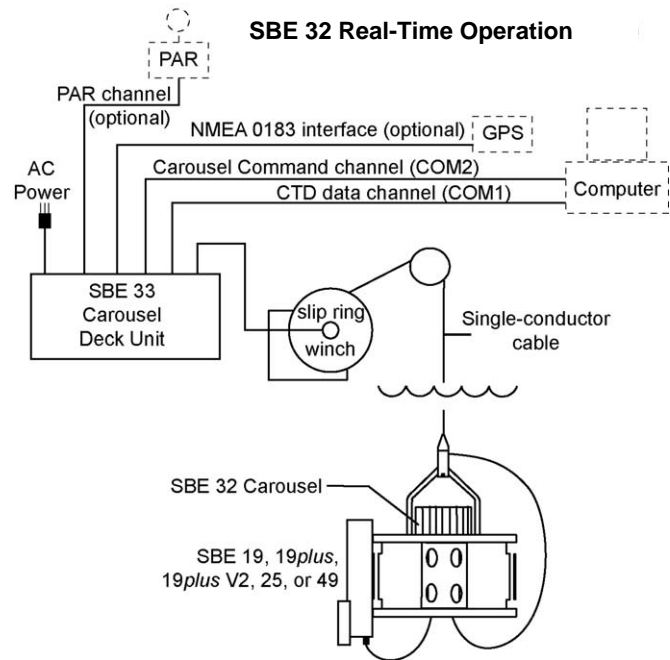 SBE 32 Real-Time Operation
PAR
PAR channel
(optional)
NMEA 0183 interface (optional)
GPS
AC
Power
Carousel Command channel (COM2)
Computer
CTD data channel (COM1)
SBE 33
Carousel
Deck Unit
slip ring
winch
Single-conductor
cable
SBE 32 Carousel
SBE 19, 19plus,
19plus V2, 25, or 49